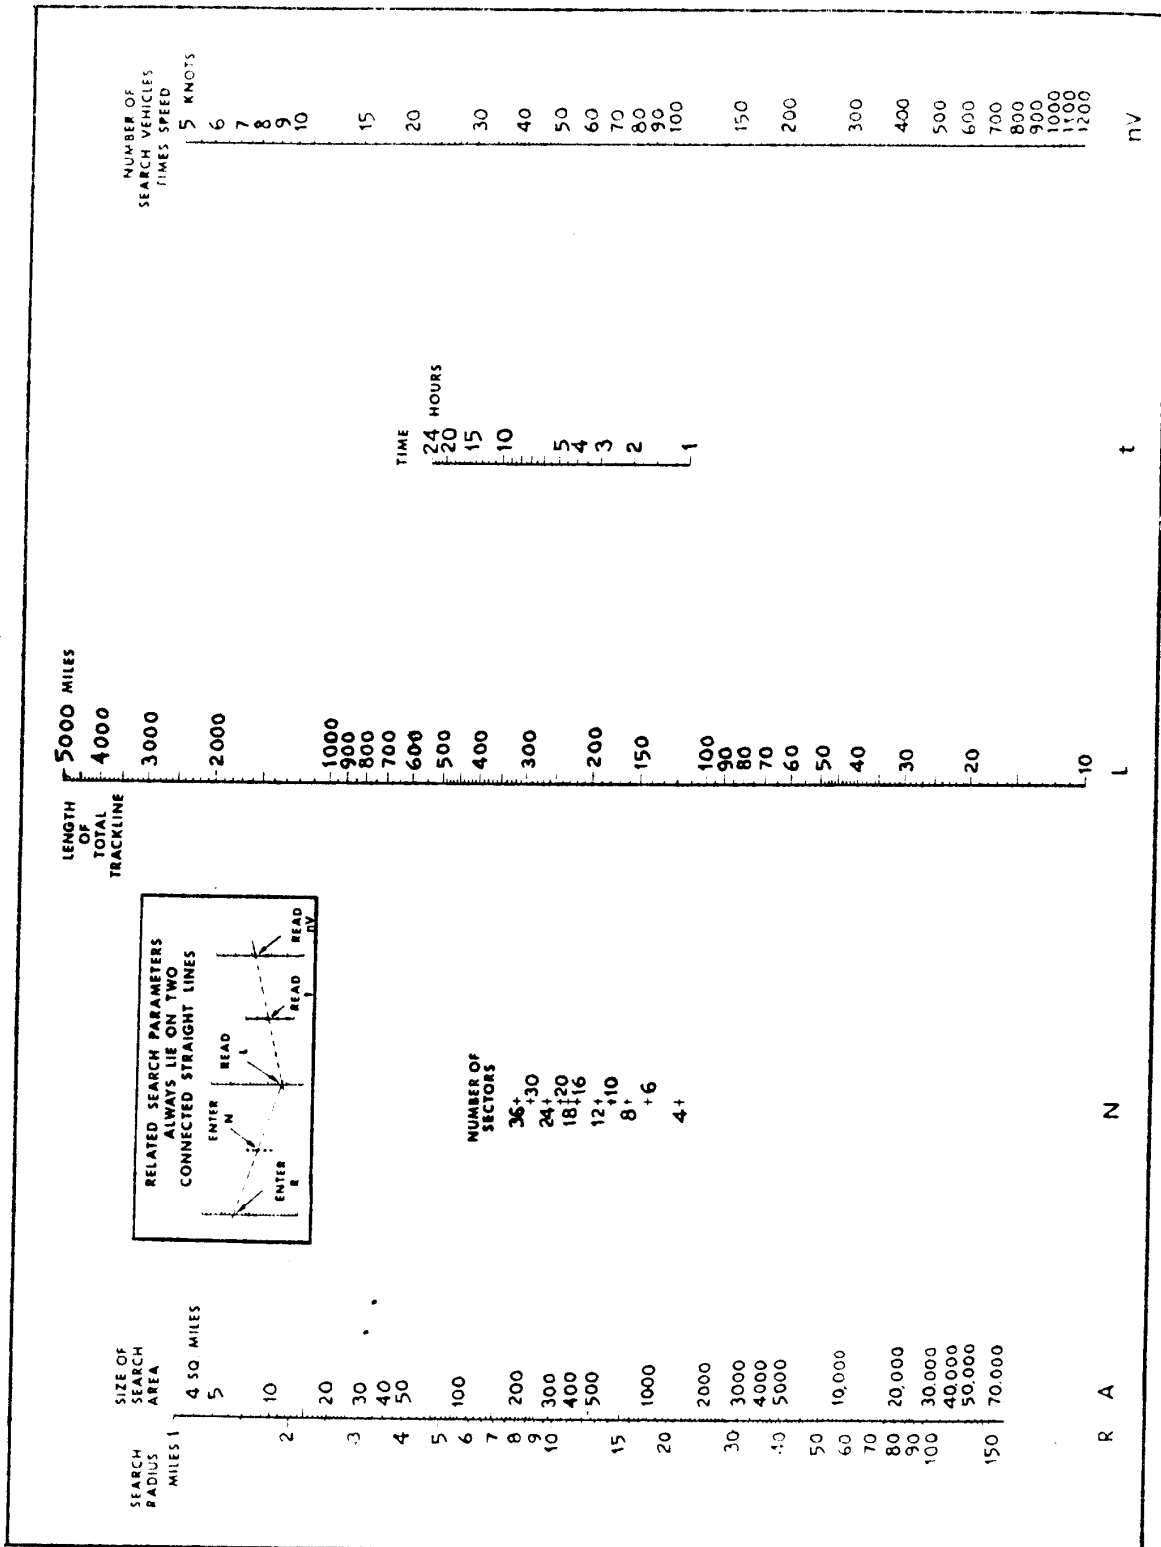 SEARCH
RADIUS
MILES 1
2
3
4
5
6
7
8
9
10
15
20
30
40
50
60
70
80
90
100
150
R
SIZE OF
SEARCH
AREA
4 SQ. MILES
5
10
20
30
40
50
100
200
300
400
500
1000
2000
3000
4000
5000
10,000
20,000
30,000
40,000
50,000
70,000
A
RELATED SEARCH PARAMETERS
ALWAYS LIE ON TWO
CONNECTED STRAIGHT LINES
ENTER
R
ENTER
N
READ
L
READ
t
READ
nV
NUMBER OF
SECTORS
36+
+30
24+
+20
18+
+16
12+
+10
8+
+6
4+
N
LENGTH
OF
TOTAL
TRACKLINE
5000 MILES
4000
3000
2000
1000
900
800
700
600
500
400
300
200
150
100
90
80
70
60
50
40
30
20
10
L
TIME
24 HOURS
20
15
10
5
4
3
2
1
t
NUMBER OF
SEARCH VEHICLES
TIMES SPEED
5 KNOTS
6
7
8
9
10
15
20
30
40
50
60
70
80
90
100
150
200
300
400
500
600
700
800
900
1000
1100
1200
nV